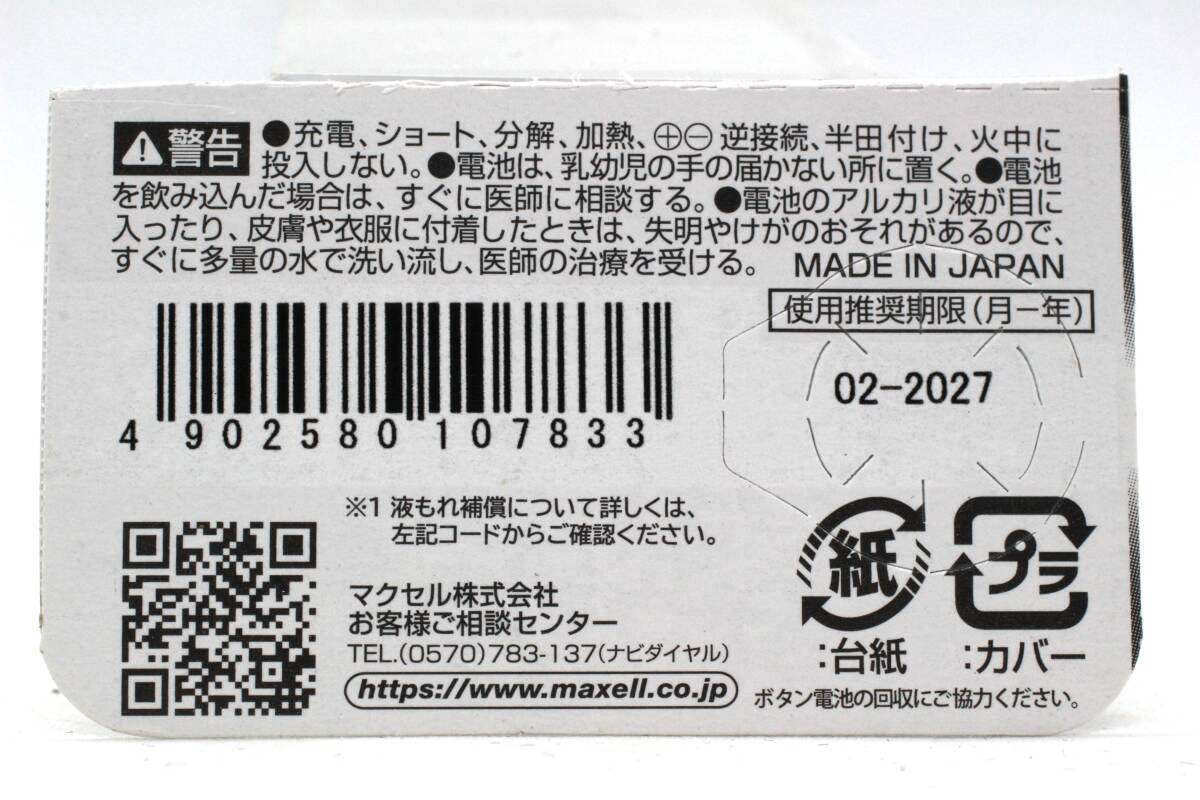 警告 ●充電、ショート、分解、加熱、⊕⊖逆接続、半田付け、火中に
投入しない。●電池は、乳幼児の手の届かない所に置く。●電池
を飲み込んだ場合は、すぐに医師に相談する。●電池のアルカリ液が目に
入ったり、皮膚や衣服に付着したときは、失明やけがのおそれがあるので、
すぐに多量の水で洗い流し、医師の治療を受ける。 MADE IN JAPAN
使用推奨期限(月−年)
02-2027
4 902580 107833
※1 液もれ補償について詳しくは、
左記コードからご確認ください。
マクセル株式会社
お客様ご相談センター
TEL.(0570)783-137(ナビダイヤル)
https://www.maxell.co.jp
紙 プラ
:台紙 :カバー
ボタン電池の回収にご協力ください。